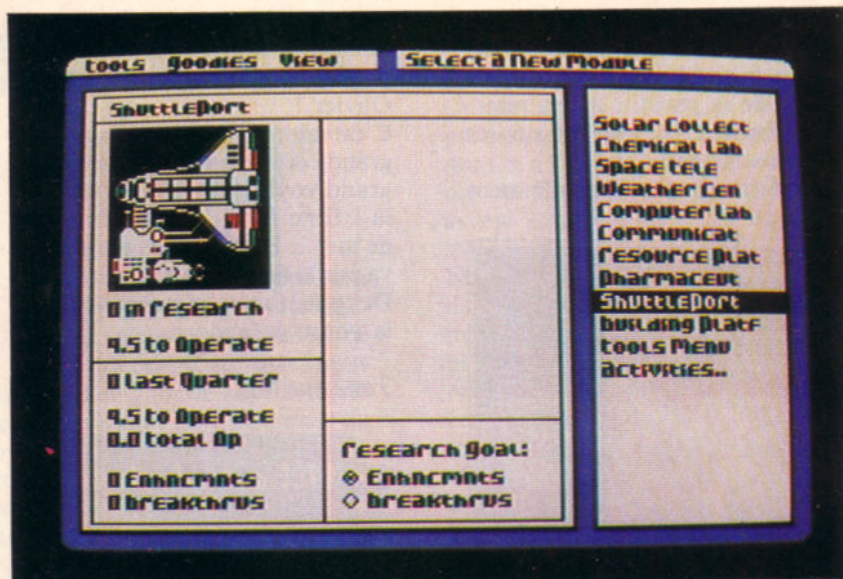 tools goodies View
Select a New Module
Shuttleport
0 in research
4.5 to Operate
0 last Quarter
4.5 to Operate
0.0 total Op
0 Enhncmnts
0 breakthrus
research goal:
Enhncmnts
breakthrus
Solar Collect
Chemical Lab
Space tele
Weather Cen
Computer Lab
Communicat
resource plat
pharmaceut
Shuttleport
building platf
tools Menu
activities..